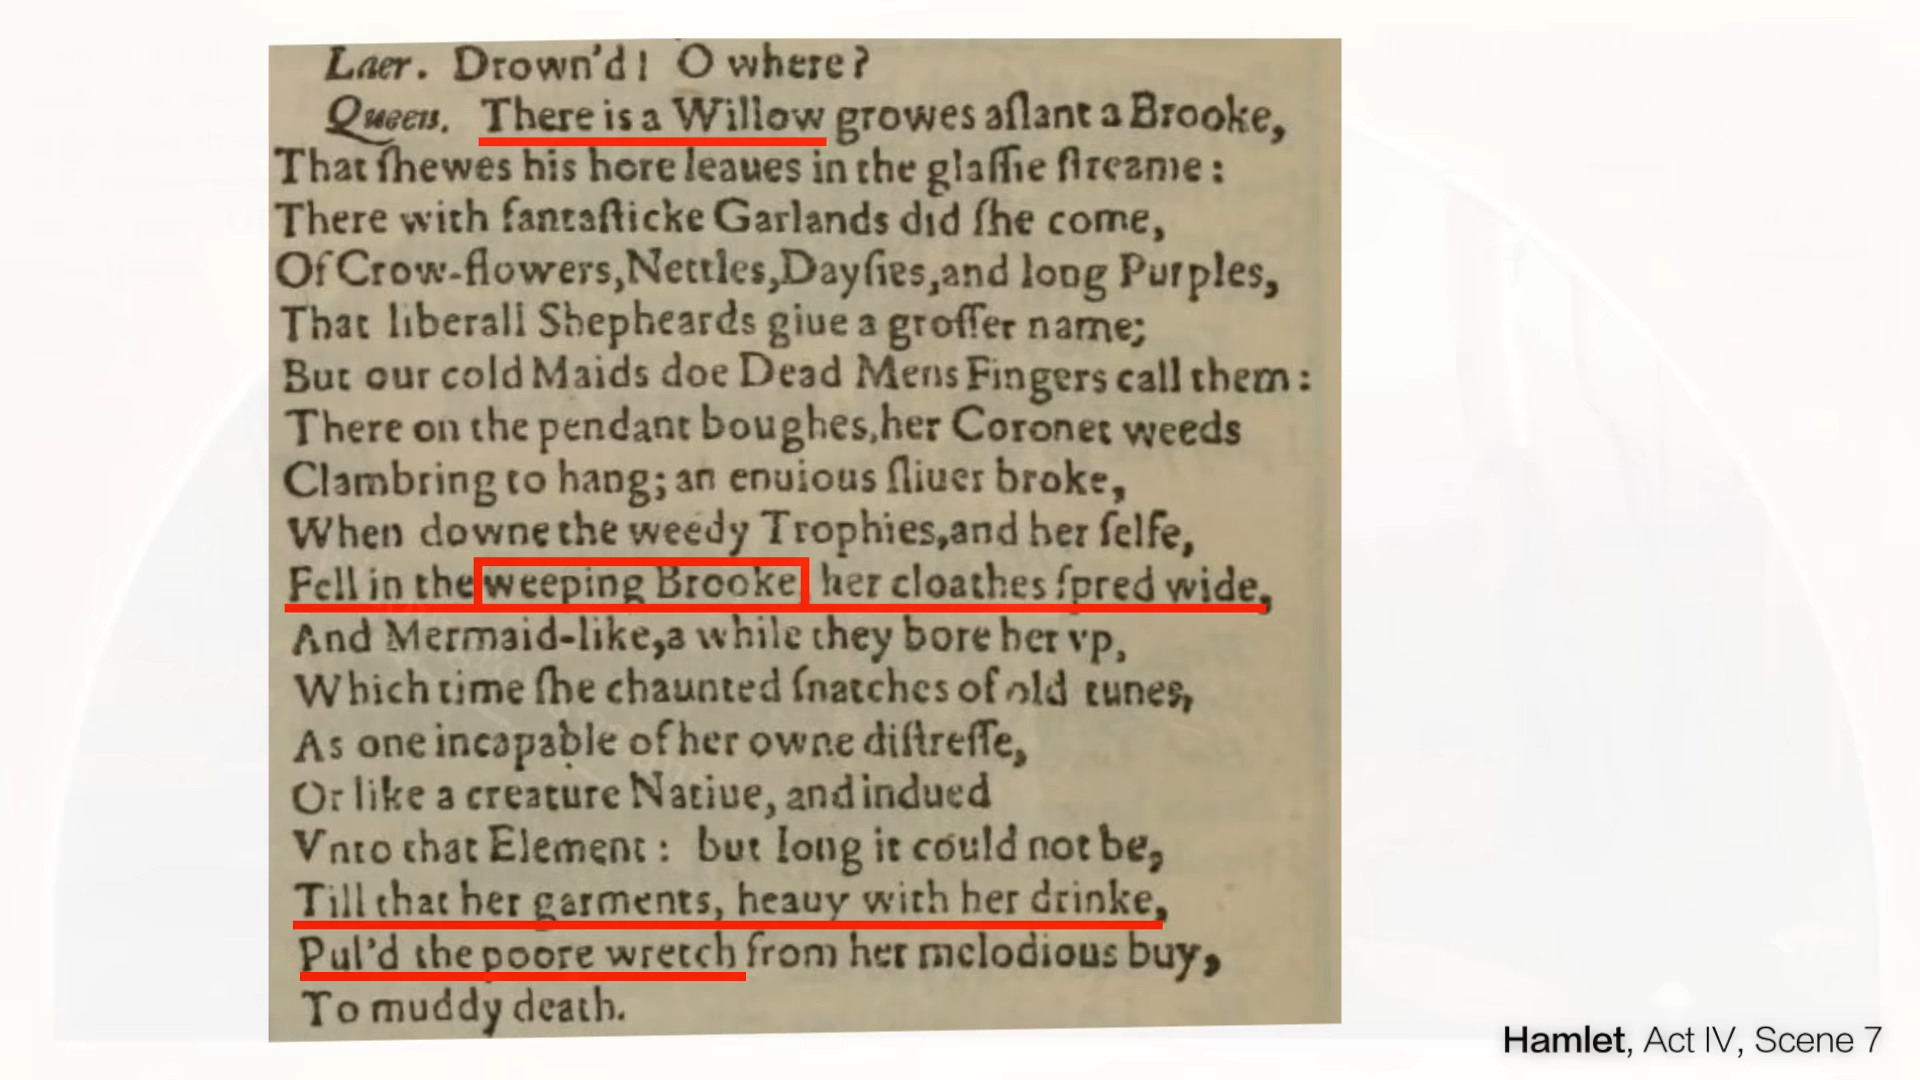 Laer. Drown'd! O where?
Queen. There is a Willow growes aſlant a Brooke,
That ſhewes his hore leaues in the glaſſie ſtreame:
There with fantaſticke Garlands did ſhe come,
Of Crow-flowers, Nettles, Dayſies, and long Purples,
That liberall Shepheards giue a groſſer name;
But our cold Maids doe Dead Mens Fingers call them:
There on the pendant boughes, her Coronet weeds
Clambring to hang; an enuious ſliuer broke,
When downe the weedy Trophies, and her ſelfe,
Fell in the weeping Brooke, her cloathes ſpred wide,
And Mermaid-like, a while they bore her vp,
Which time ſhe chaunted ſnatches of old tunes,
As one incapable of her owne diſtreſſe,
Or like a creature Natiue, and indued
Vnto that Element: but long it could not be,
Till that her garments, heauy with her drinke,
Pul'd the poore wretch from her melodious buy,
To muddy death.
Hamlet, Act IV, Scene 7